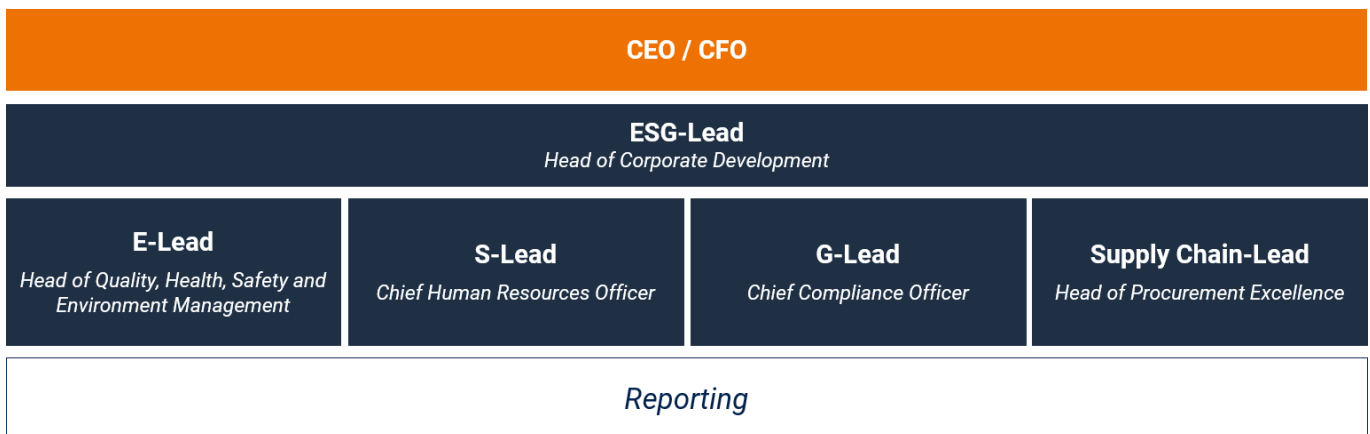 CEO / CFO
ESG-Lead
Head of Corporate Development
E-Lead
Head of Quality, Health, Safety and
Environment Management
S-Lead
Chief Human Resources Officer
G-Lead
Chief Compliance Officer
Supply Chain-Lead
Head of Procurement Excellence
Reporting